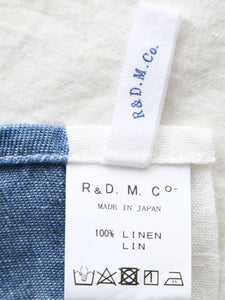 R&D.M.Co.
R&D. M. Co-
MADE IN JAPAN
100% LINEN
LIN